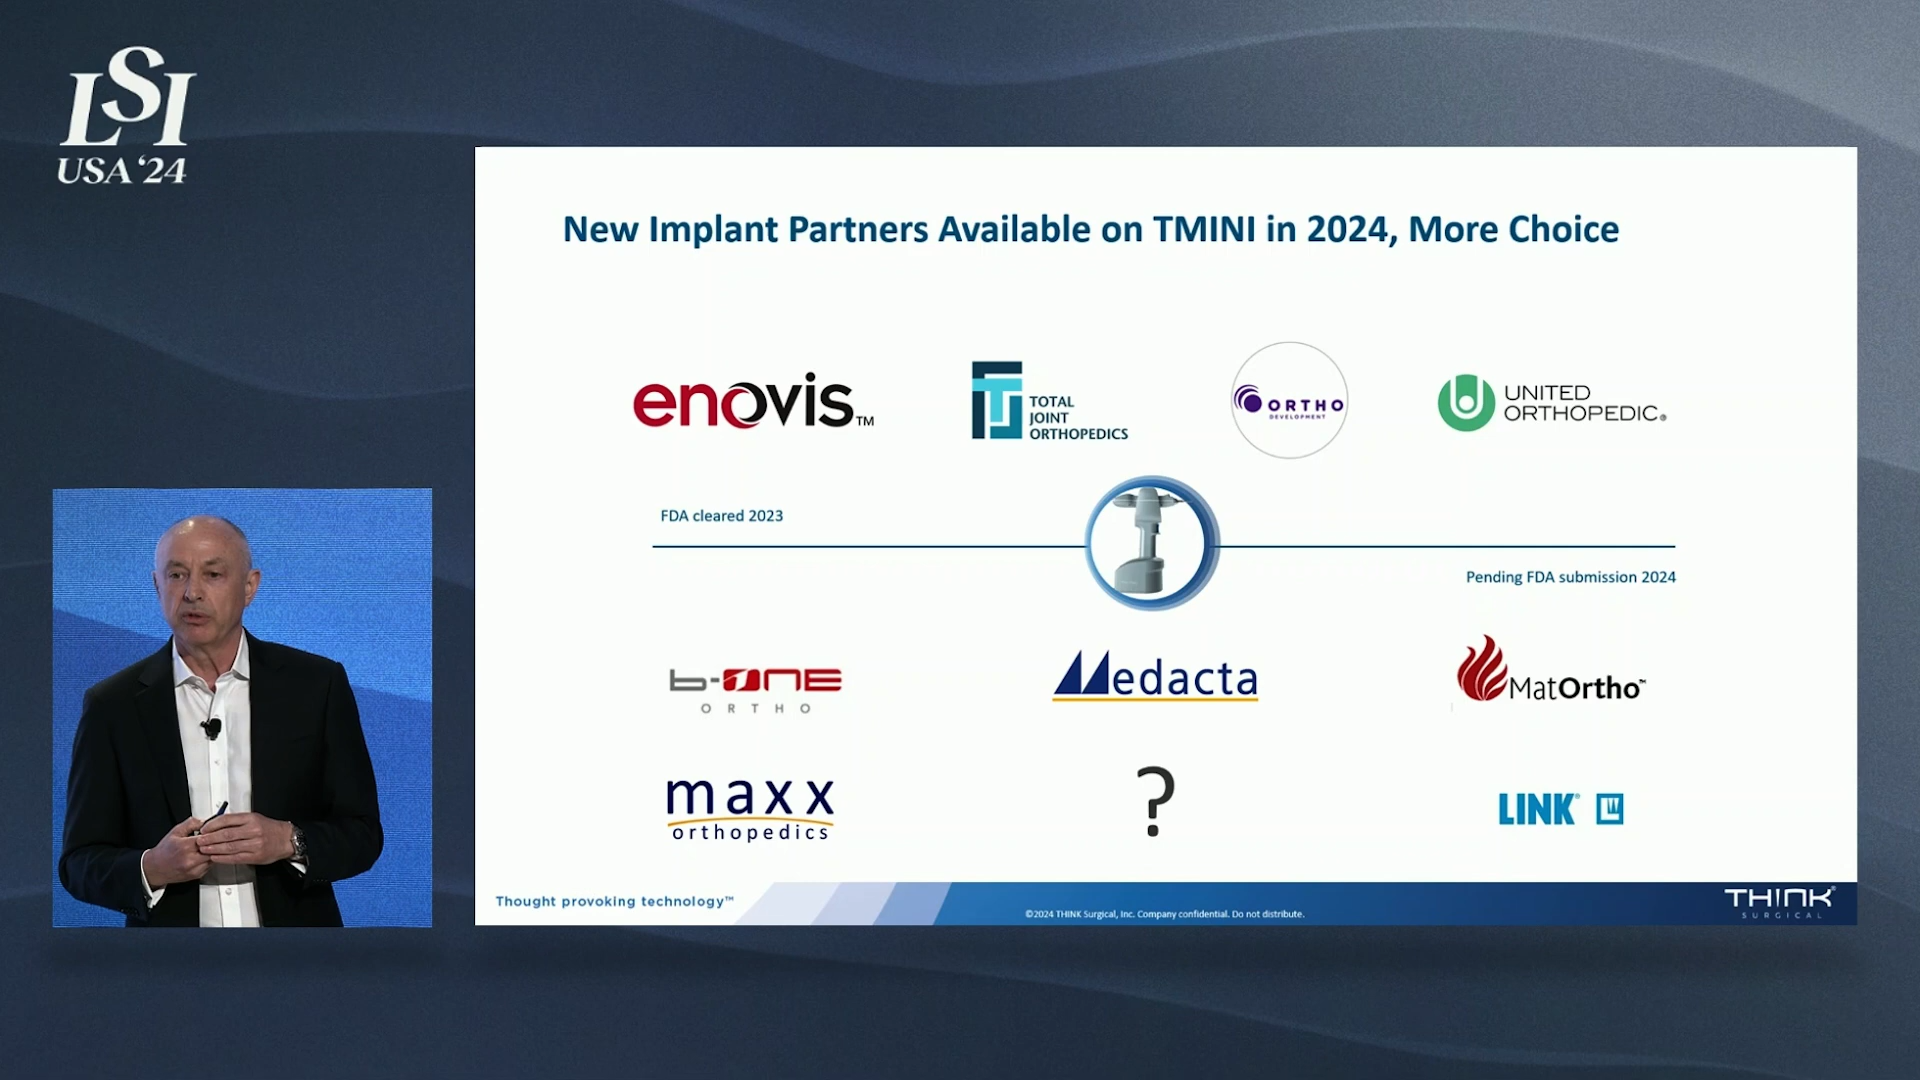 LSI
USA '24
New Implant Partners Available on TMINI in 2024, More Choice
enovis™
TOTAL
JOINT
ORTHOPEDICS
ORTHO
DEVELOPMENT
UNITED
ORTHOPEDIC®
FDA cleared 2023
Pending FDA submission 2024
b-ONE
ORTHO
Medacta
MatOrtho™
maxx
orthopedics
?
LINK®
Thought provoking technology™
©2024 THINK Surgical, Inc. Company confidential. Do not distribute.
THINK®
SURGICAL